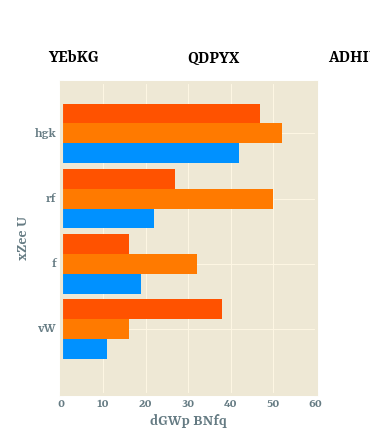 YEbKG QDPYX ADHI
hgk
rf
f
vW
xZee U
0 10 20 30 40 50 60
dGWp BNfq